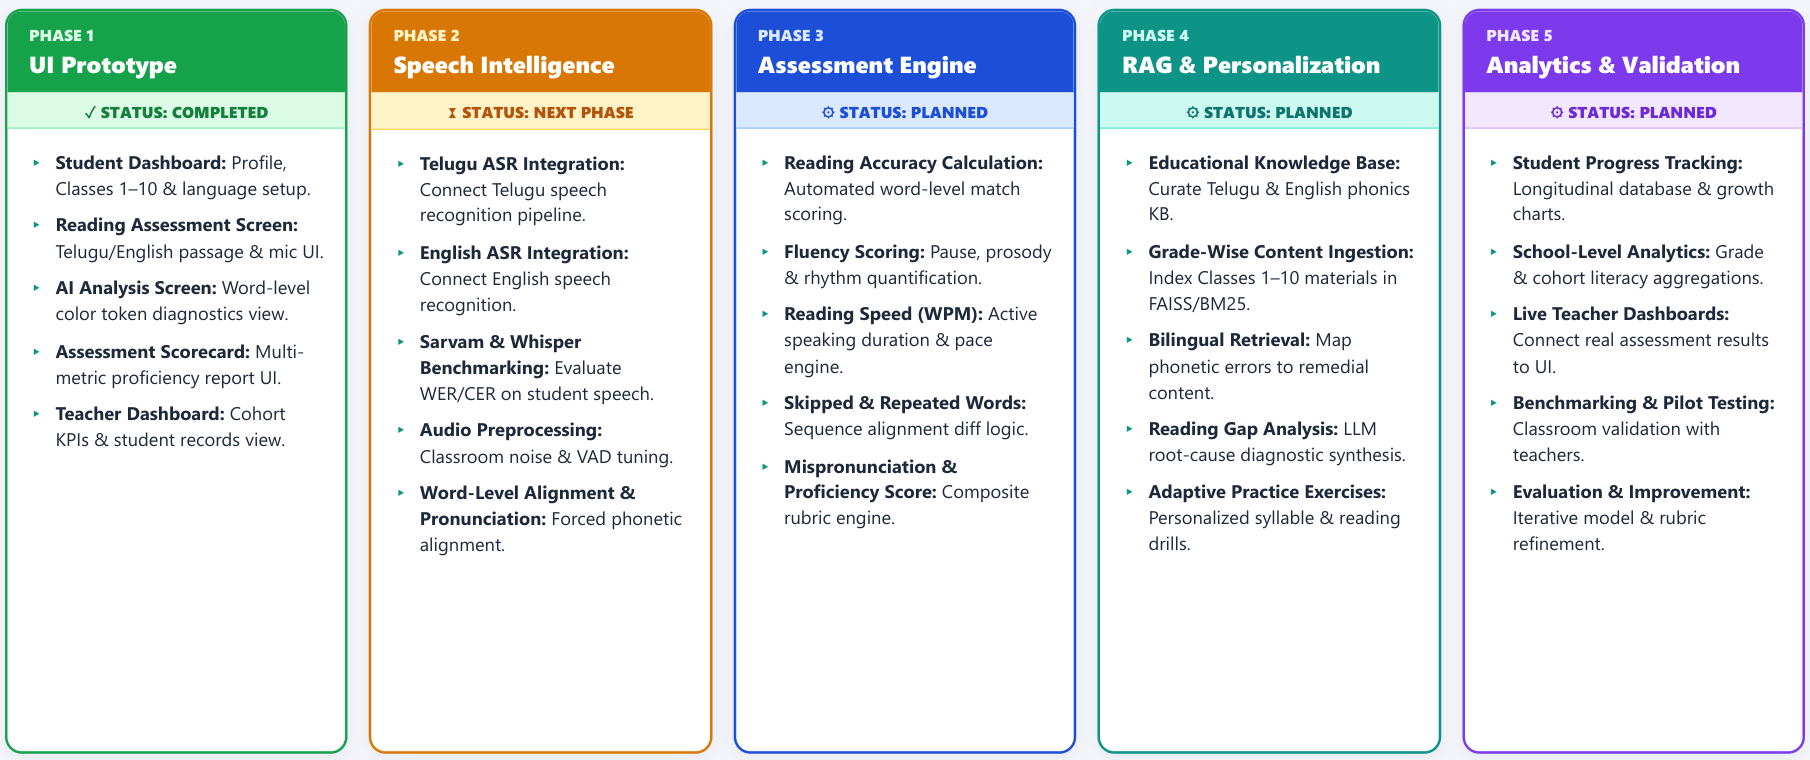 PHASE 1
UI Prototype
✓ STATUS: COMPLETED
▸ Student Dashboard: Profile,
Classes 1–10 & language setup.
▸ Reading Assessment Screen:
Telugu/English passage & mic UI.
▸ AI Analysis Screen: Word-level
color token diagnostics view.
▸ Assessment Scorecard: Multi-
metric proficiency report UI.
▸ Teacher Dashboard: Cohort
KPIs & student records view.
PHASE 2
Speech Intelligence
⧗ STATUS: NEXT PHASE
▸ Telugu ASR Integration:
Connect Telugu speech
recognition pipeline.
▸ English ASR Integration:
Connect English speech
recognition.
▸ Sarvam & Whisper
Benchmarking: Evaluate
WER/CER on student speech.
▸ Audio Preprocessing:
Classroom noise & VAD tuning.
▸ Word-Level Alignment &
Pronunciation: Forced phonetic
alignment.
PHASE 3
Assessment Engine
⚙ STATUS: PLANNED
▸ Reading Accuracy Calculation:
Automated word-level match
scoring.
▸ Fluency Scoring: Pause, prosody
& rhythm quantification.
▸ Reading Speed (WPM): Active
speaking duration & pace
engine.
▸ Skipped & Repeated Words:
Sequence alignment diff logic.
▸ Mispronunciation &
Proficiency Score: Composite
rubric engine.
PHASE 4
RAG & Personalization
⚙ STATUS: PLANNED
▸ Educational Knowledge Base:
Curate Telugu & English phonics
KB.
▸ Grade-Wise Content Ingestion:
Index Classes 1–10 materials in
FAISS/BM25.
▸ Bilingual Retrieval: Map
phonetic errors to remedial
content.
▸ Reading Gap Analysis: LLM
root-cause diagnostic synthesis.
▸ Adaptive Practice Exercises:
Personalized syllable & reading
drills.
PHASE 5
Analytics & Validation
⚙ STATUS: PLANNED
▸ Student Progress Tracking:
Longitudinal database & growth
charts.
▸ School-Level Analytics: Grade
& cohort literacy aggregations.
▸ Live Teacher Dashboards:
Connect real assessment results
to UI.
▸ Benchmarking & Pilot Testing:
Classroom validation with
teachers.
▸ Evaluation & Improvement:
Iterative model & rubric
refinement.